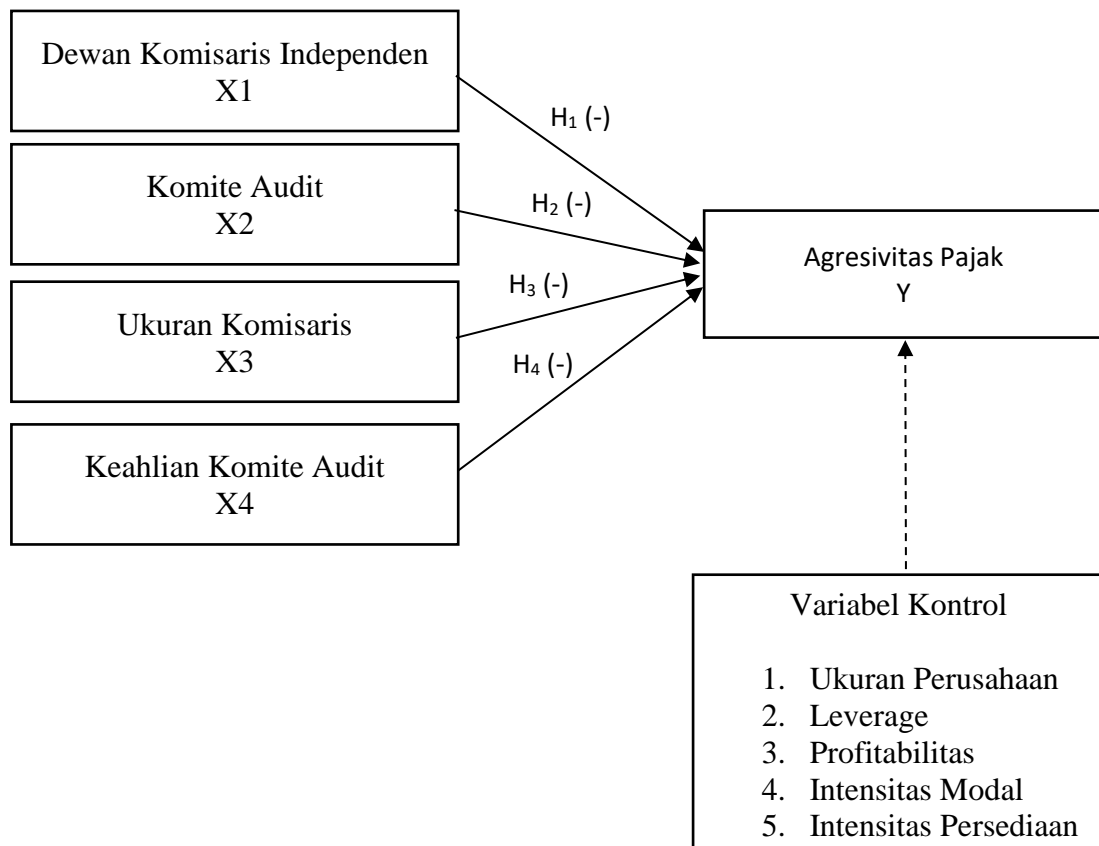 Dewan Komisaris Independen
X1
H₁ (-)
Komite Audit
X2
H₂ (-)
Ukuran Komisaris
X3
H₃ (-)
Keahlian Komite Audit
X4
H₄ (-)
Agresivitas Pajak
Y
Variabel Kontrol
1. Ukuran Perusahaan
2. Leverage
3. Profitabilitas
4. Intensitas Modal
5. Intensitas Persediaan